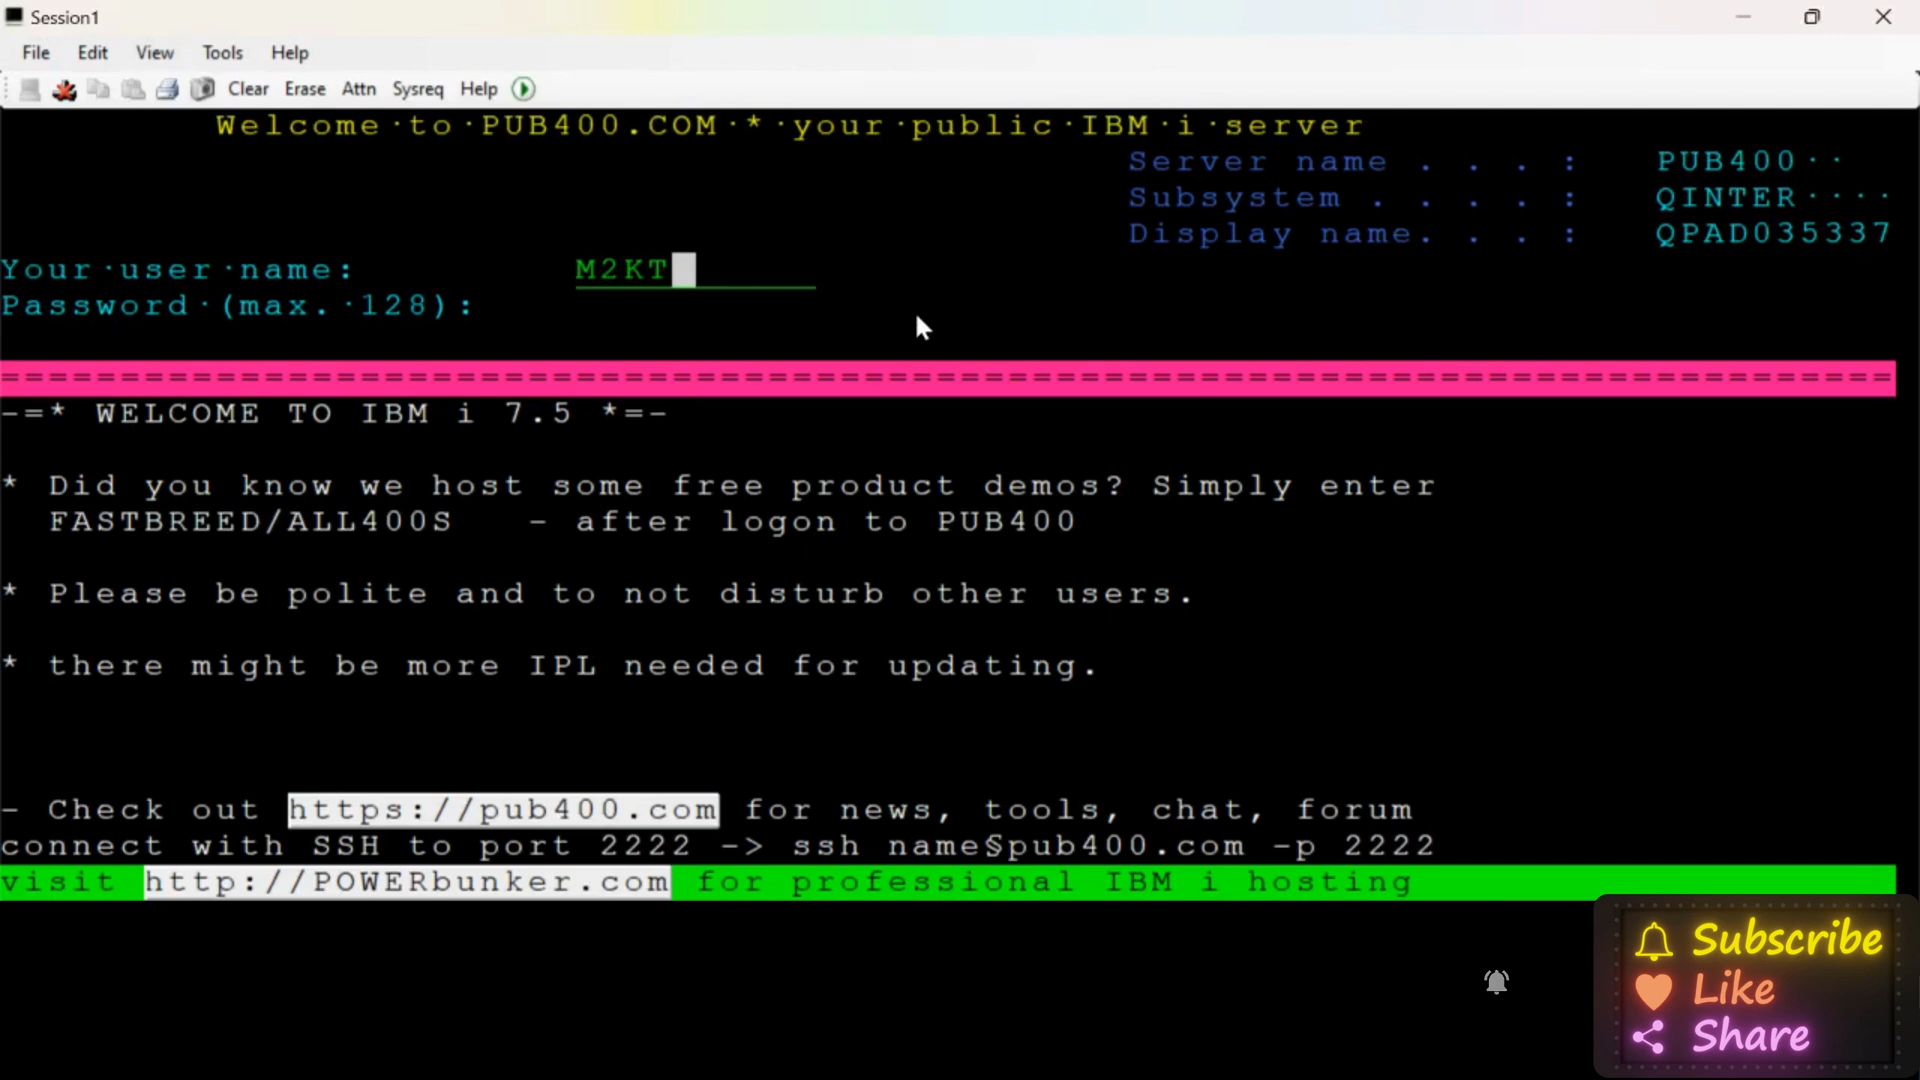 Session1
File Edit View Tools Help
Clear Erase Attn Sysreq Help
Welcome·to·PUB400.COM·*·your·public·IBM·i·server
Server name . . . : PUB400··
Subsystem . . . . : QINTER····
Display name. . . : QPAD035337
Your·user·name: M2KT
Password·(max.·128):
===============================================================================
-=* WELCOME TO IBM i 7.5 *=-
* Did you know we host some free product demos? Simply enter
FASTBREED/ALL400S - after logon to PUB400
* Please be polite and to not disturb other users.
* there might be more IPL needed for updating.
- Check out https://pub400.com for news, tools, chat, forum
connect with SSH to port 2222 -> ssh name§pub400.com -p 2222
visit http://POWERbunker.com for professional IBM i hosting
Subscribe
Like
Share